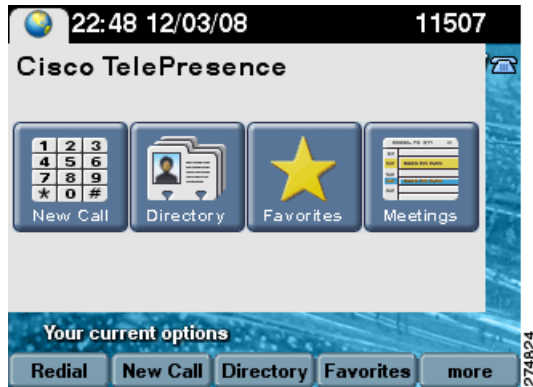 22:48 12/03/08 11507
Cisco TelePresence
1 2 3
4 5 6
7 8 9
* 0 #
New Call Directory Favorites Meetings
Your current options
Redial New Call Directory Favorites more
274824